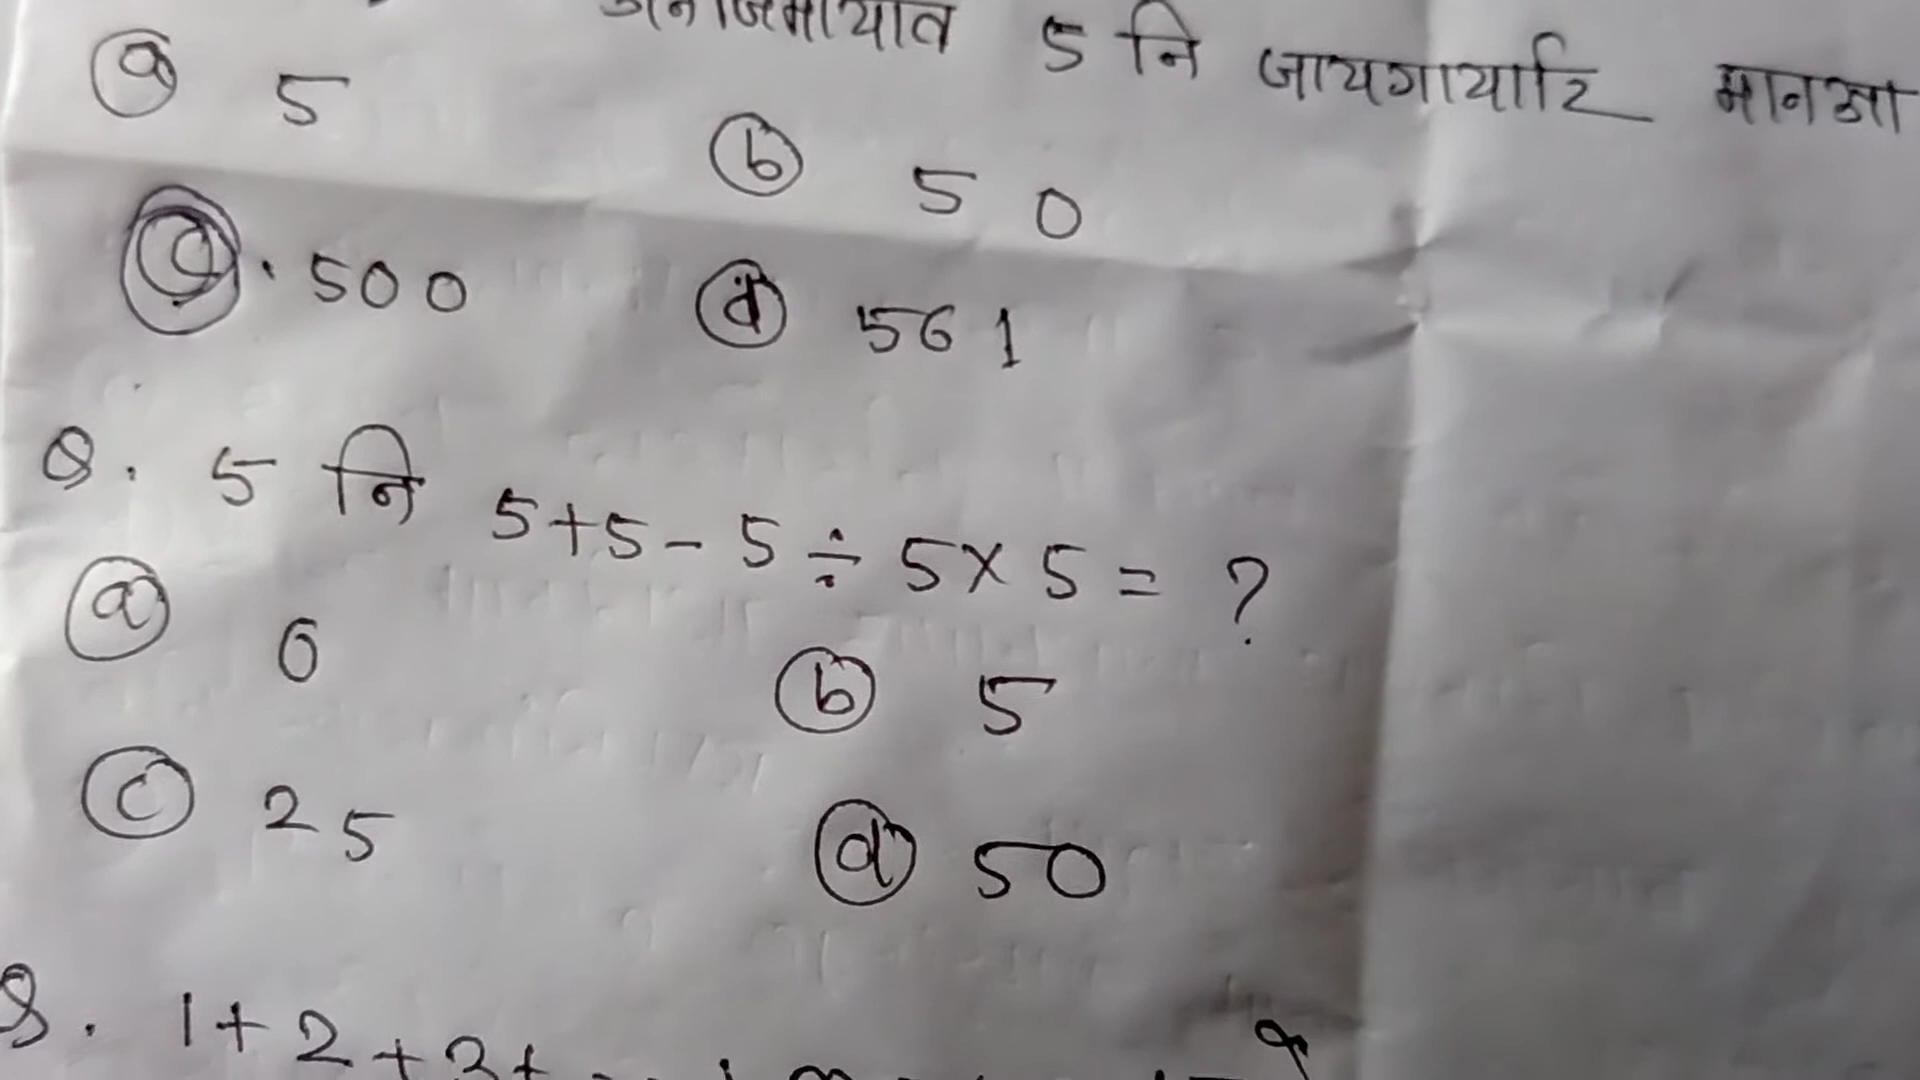 5 नि जायगायारि मानआ
ⓐ 5
ⓑ 50
ⓒ. 500
ⓓ 561
Q. 5 नि 5+5-5÷5×5= ?
ⓐ 0
ⓑ 5
ⓒ 25
ⓓ 50
Q. 1+2+3+